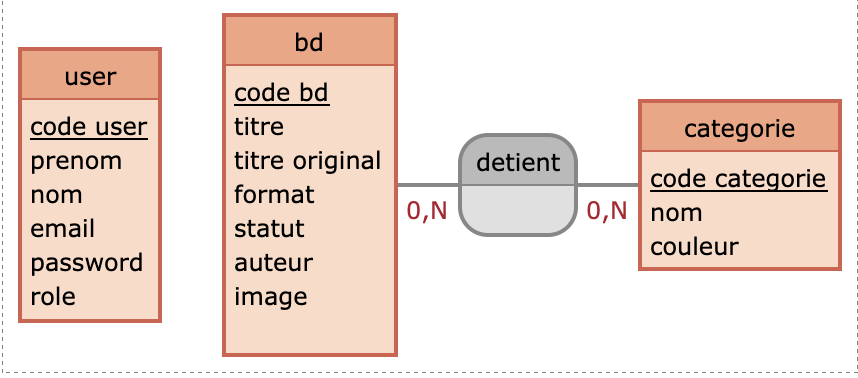 user
code user
prenom
nom
email
password
role
bd
code bd
titre
titre original
format
statut
auteur
image
detient
0,N
0,N
categorie
code categorie
nom
couleur